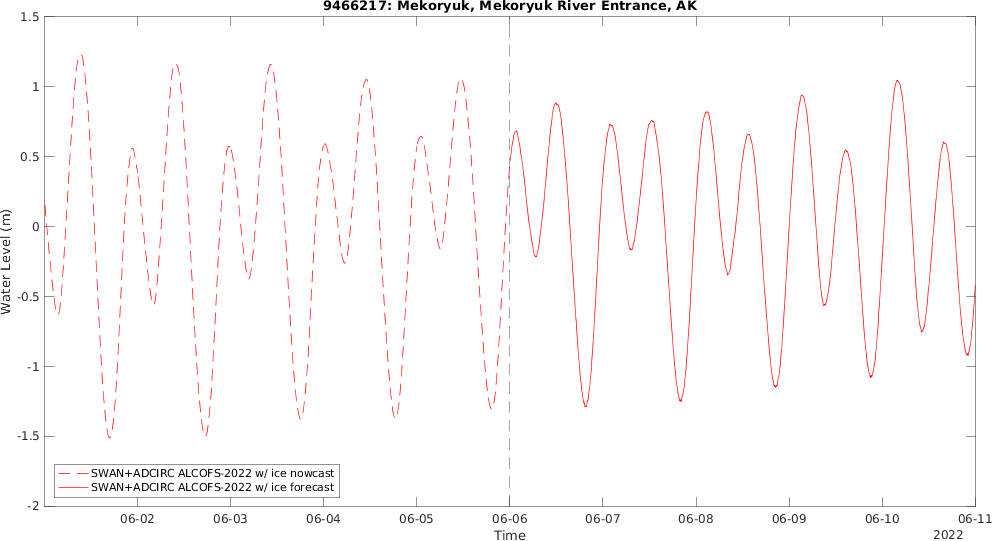 9466217: Mekoryuk, Mekoryuk River Entrance, AK
1.5
1
0.5
0
-0.5
-1
-1.5
-2
Water Level (m)
SWAN+ADCIRC ALCOFS-2022 w/ ice nowcast
SWAN+ADCIRC ALCOFS-2022 w/ ice forecast
06-02 06-03 06-04 06-05 06-06 06-07 06-08 06-09 06-10 06-11
Time
2022